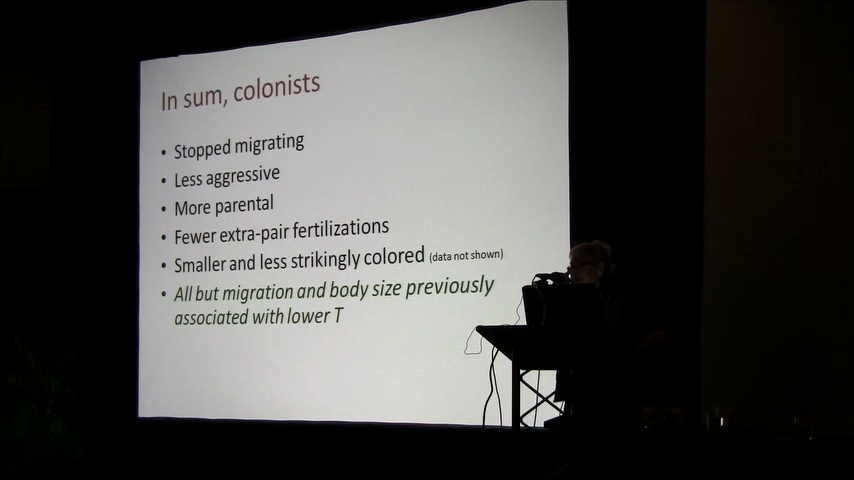 In sum, colonists
• Stopped migrating
• Less aggressive
• More parental
• Fewer extra-pair fertilizations
• Smaller and less strikingly colored (data not shown)
• All but migration and body size previously
associated with lower T